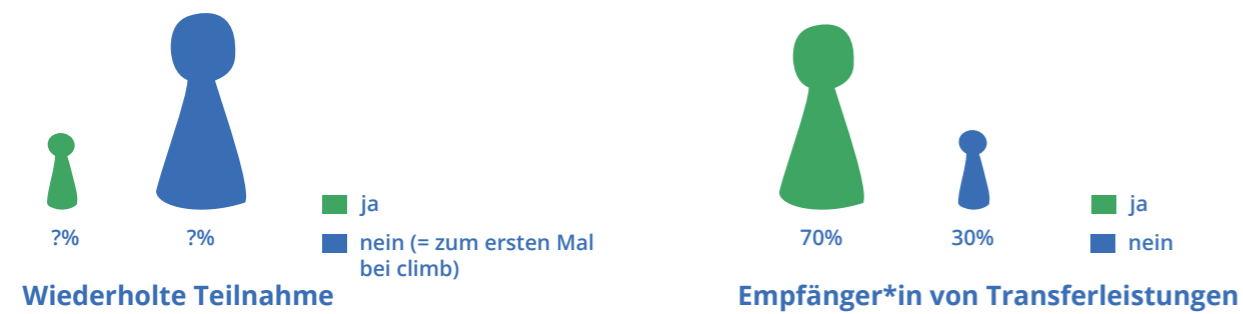 ja
nein (= zum ersten Mal
bei climb)
?% ?%
Wiederholte Teilnahme
ja
nein
70% 30%
Empfänger*in von Transferleistungen